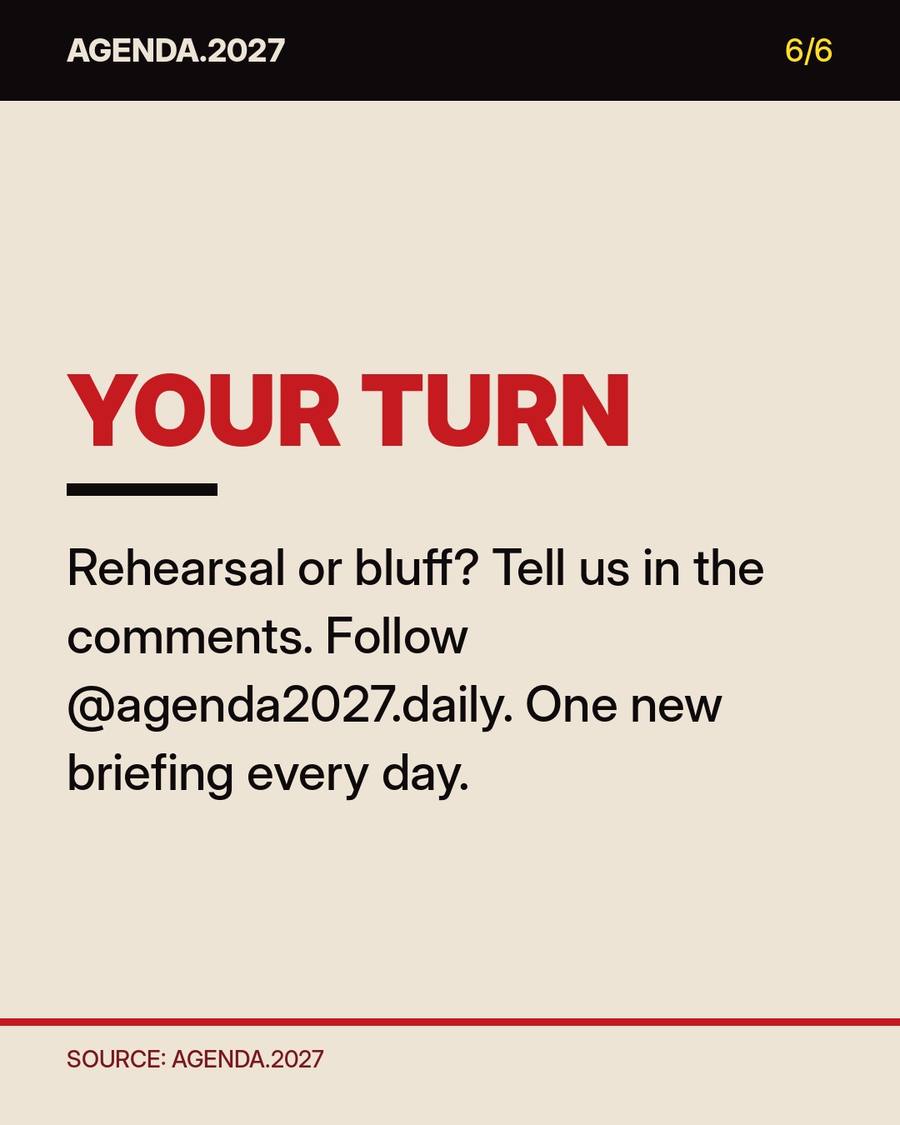 AGENDA.2027
6/6
YOUR TURN
Rehearsal or bluff? Tell us in the
comments. Follow
@agenda2027.daily. One new
briefing every day.
SOURCE: AGENDA.2027